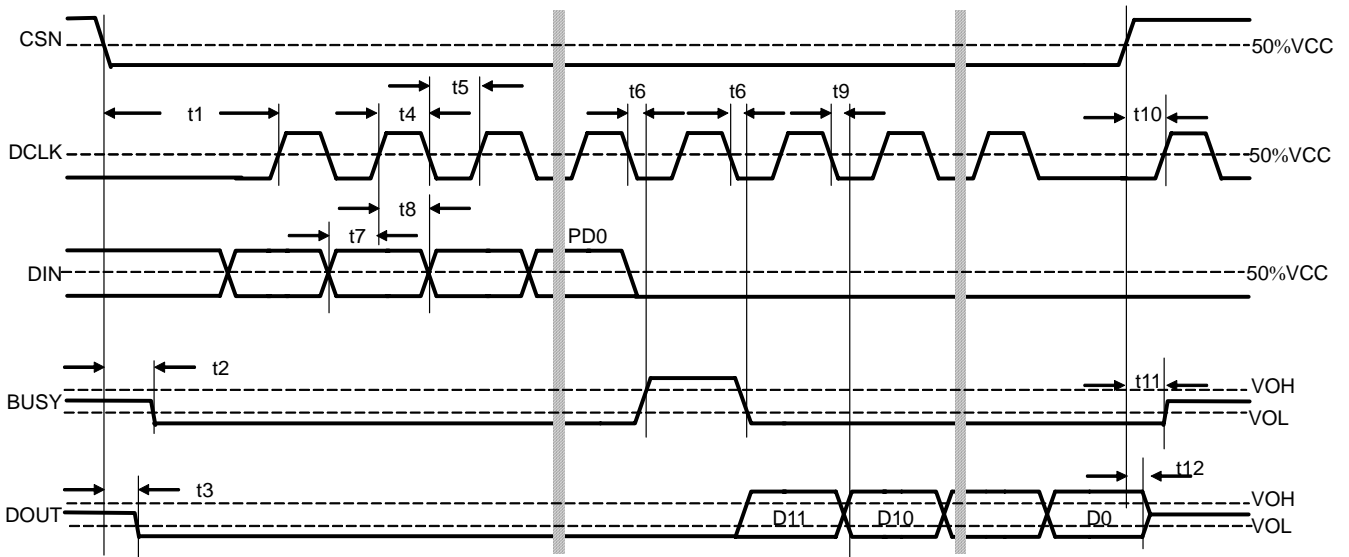 CSN
50%VCC
t5
t6
t6
t9
t1
t4
t10
DCLK
50%VCC
t8
t7
PD0
DIN
50%VCC
t2
t11
VOH
BUSY
VOL
t12
t3
VOH
DOUT
D11
D10
D0
VOL